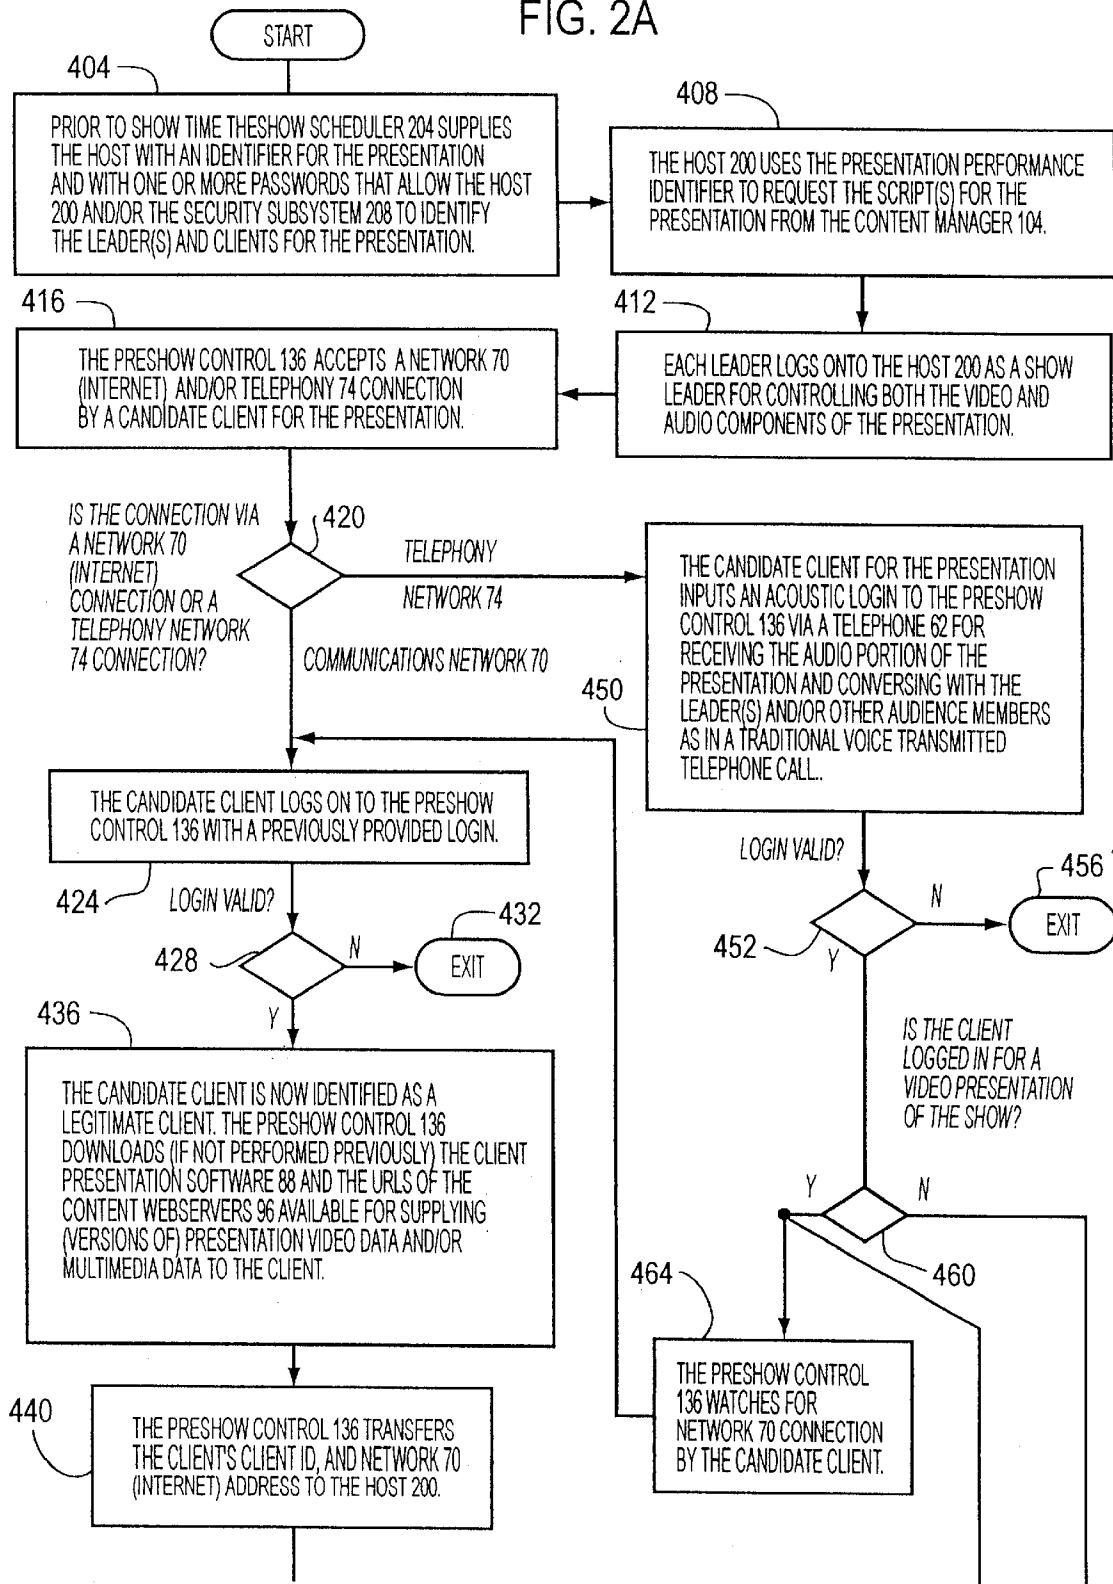 FIG. 2A
START
404
PRIOR TO SHOW TIME THESHOW SCHEDULER 204 SUPPLIES
THE HOST WITH AN IDENTIFIER FOR THE PRESENTATION
AND WITH ONE OR MORE PASSWORDS THAT ALLOW THE HOST
200 AND/OR THE SECURITY SUBSYSTEM 208 TO IDENTIFY
THE LEADER(S) AND CLIENTS FOR THE PRESENTATION.
408
THE HOST 200 USES THE PRESENTATION PERFORMANCE
IDENTIFIER TO REQUEST THE SCRIPT(S) FOR THE
PRESENTATION FROM THE CONTENT MANAGER 104.
412
EACH LEADER LOGS ONTO THE HOST 200 AS A SHOW
LEADER FOR CONTROLLING BOTH THE VIDEO AND
AUDIO COMPONENTS OF THE PRESENTATION.
416
THE PRESHOW CONTROL 136 ACCEPTS A NETWORK 70
(INTERNET) AND/OR TELEPHONY 74 CONNECTION
BY A CANDIDATE CLIENT FOR THE PRESENTATION.
IS THE CONNECTION VIA
A NETWORK 70
(INTERNET)
CONNECTION OR A
TELEPHONY NETWORK
74 CONNECTION?
420
TELEPHONY
NETWORK 74
COMMUNICATIONS NETWORK 70
450
THE CANDIDATE CLIENT FOR THE PRESENTATION
INPUTS AN ACOUSTIC LOGIN TO THE PRESHOW
CONTROL 136 VIA A TELEPHONE 62 FOR
RECEIVING THE AUDIO PORTION OF THE
PRESENTATION AND CONVERSING WITH THE
LEADER(S) AND/OR OTHER AUDIENCE MEMBERS
AS IN A TRADITIONAL VOICE TRANSMITTED
TELEPHONE CALL..
THE CANDIDATE CLIENT LOGS ON TO THE PRESHOW
CONTROL 136 WITH A PREVIOUSLY PROVIDED LOGIN.
424
LOGIN VALID?
428
N
432
EXIT
Y
LOGIN VALID?
452
N
456
EXIT
Y
436
THE CANDIDATE CLIENT IS NOW IDENTIFIED AS A
LEGITIMATE CLIENT. THE PRESHOW CONTROL 136
DOWNLOADS (IF NOT PERFORMED PREVIOUSLY) THE CLIENT
PRESENTATION SOFTWARE 88 AND THE URLS OF THE
CONTENT WEBSERVERS 96 AVAILABLE FOR SUPPLYING
(VERSIONS OF) PRESENTATION VIDEO DATA AND/OR
MULTIMEDIA DATA TO THE CLIENT.
IS THE CLIENT
LOGGED IN FOR A
VIDEO PRESENTATION
OF THE SHOW?
Y
N
460
464
THE PRESHOW CONTROL
136 WATCHES FOR
NETWORK 70 CONNECTION
BY THE CANDIDATE CLIENT.
440
THE PRESHOW CONTROL 136 TRANSFERS
THE CLIENT'S CLIENT ID, AND NETWORK 70
(INTERNET) ADDRESS TO THE HOST 200.